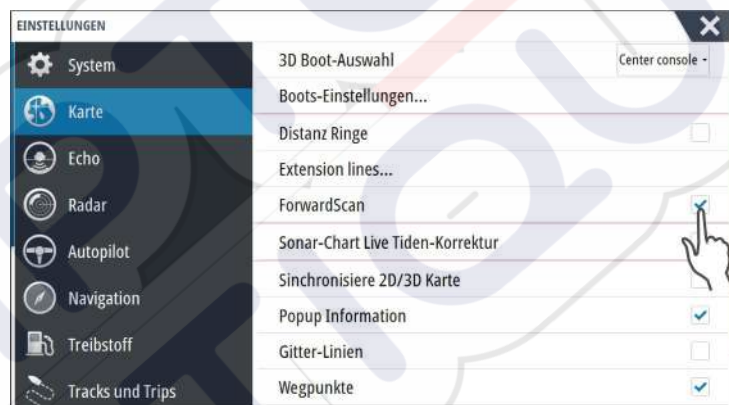 EINSTELLUNGEN
System
Karte
Echo
Radar
Autopilot
Navigation
Treibstoff
Tracks und Trips
3D Boot-Auswahl
Center console
Boots-Einstellungen...
Distanz Ringe
Extension lines...
ForwardScan
Sonar-Chart Live Tiden-Korrektur
Sinchronisiere 2D/3D Karte
Popup Information
Gitter-Linien
Wegpunkte